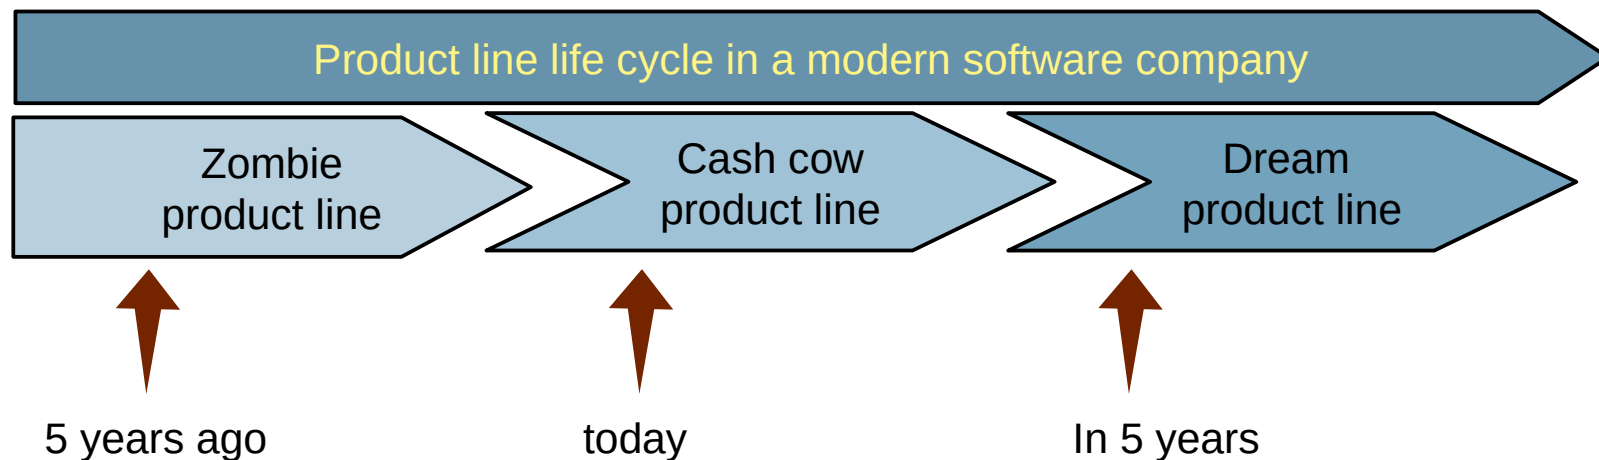 Product line life cycle in a modern software company
Zombie
product line
Cash cow
product line
Dream
product line
5 years ago
today
In 5 years